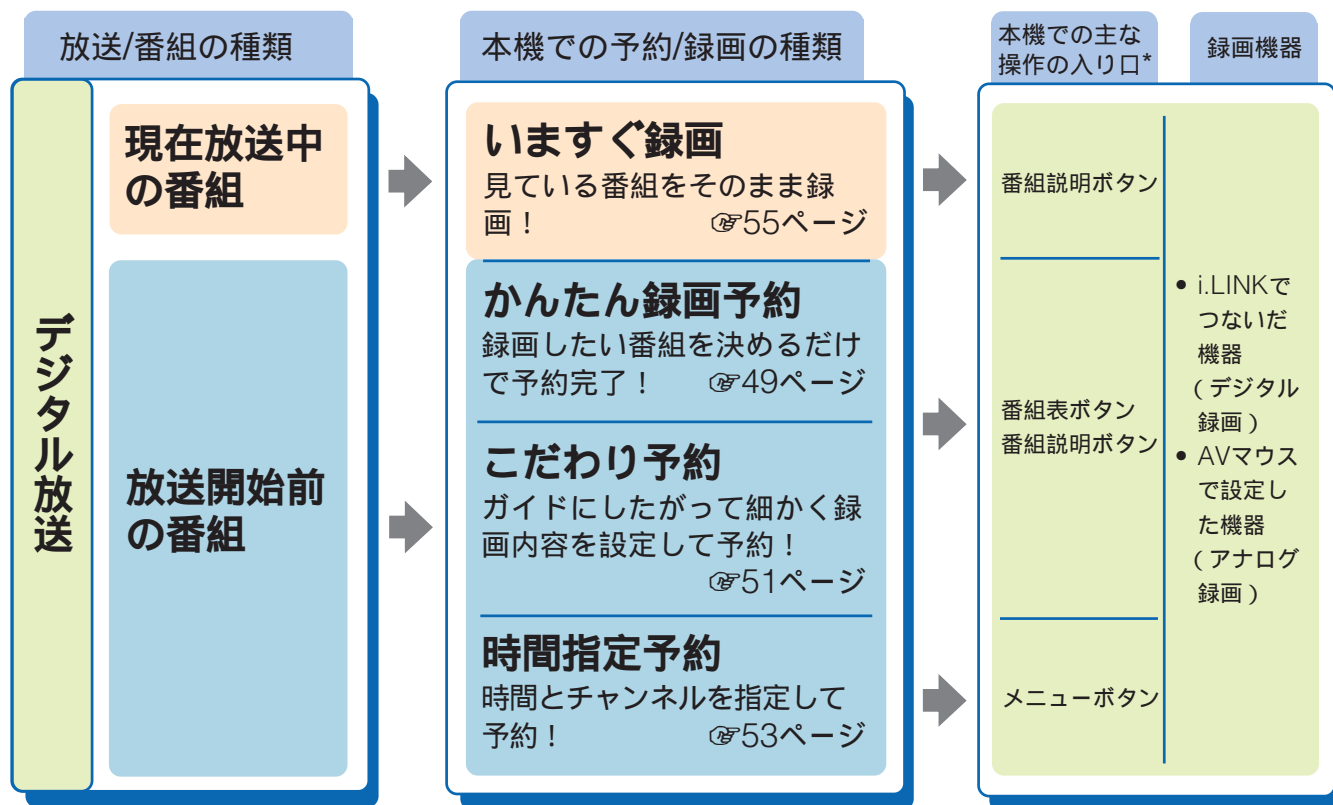 放送/番組の種類
本機での予約/録画の種類
本機での主な
操作の入り口*
録画機器
デジタル放送
現在放送中
の番組
いますぐ録画
見ている番組をそのまま録
画！ ☞55ページ
番組説明ボタン
放送開始前
の番組
かんたん録画予約
録画したい番組を決めるだけ
で予約完了！ ☞49ページ
こだわり予約
ガイドにしたがって細かく録
画内容を設定して予約！
☞51ページ
番組表ボタン
番組説明ボタン
時間指定予約
時間とチャンネルを指定して
予約！ ☞53ページ
メニューボタン
• i.LINKで
つないだ
機器
（デジタル
録画）
• AVマウス
で設定し
た機器
（アナログ
録画）